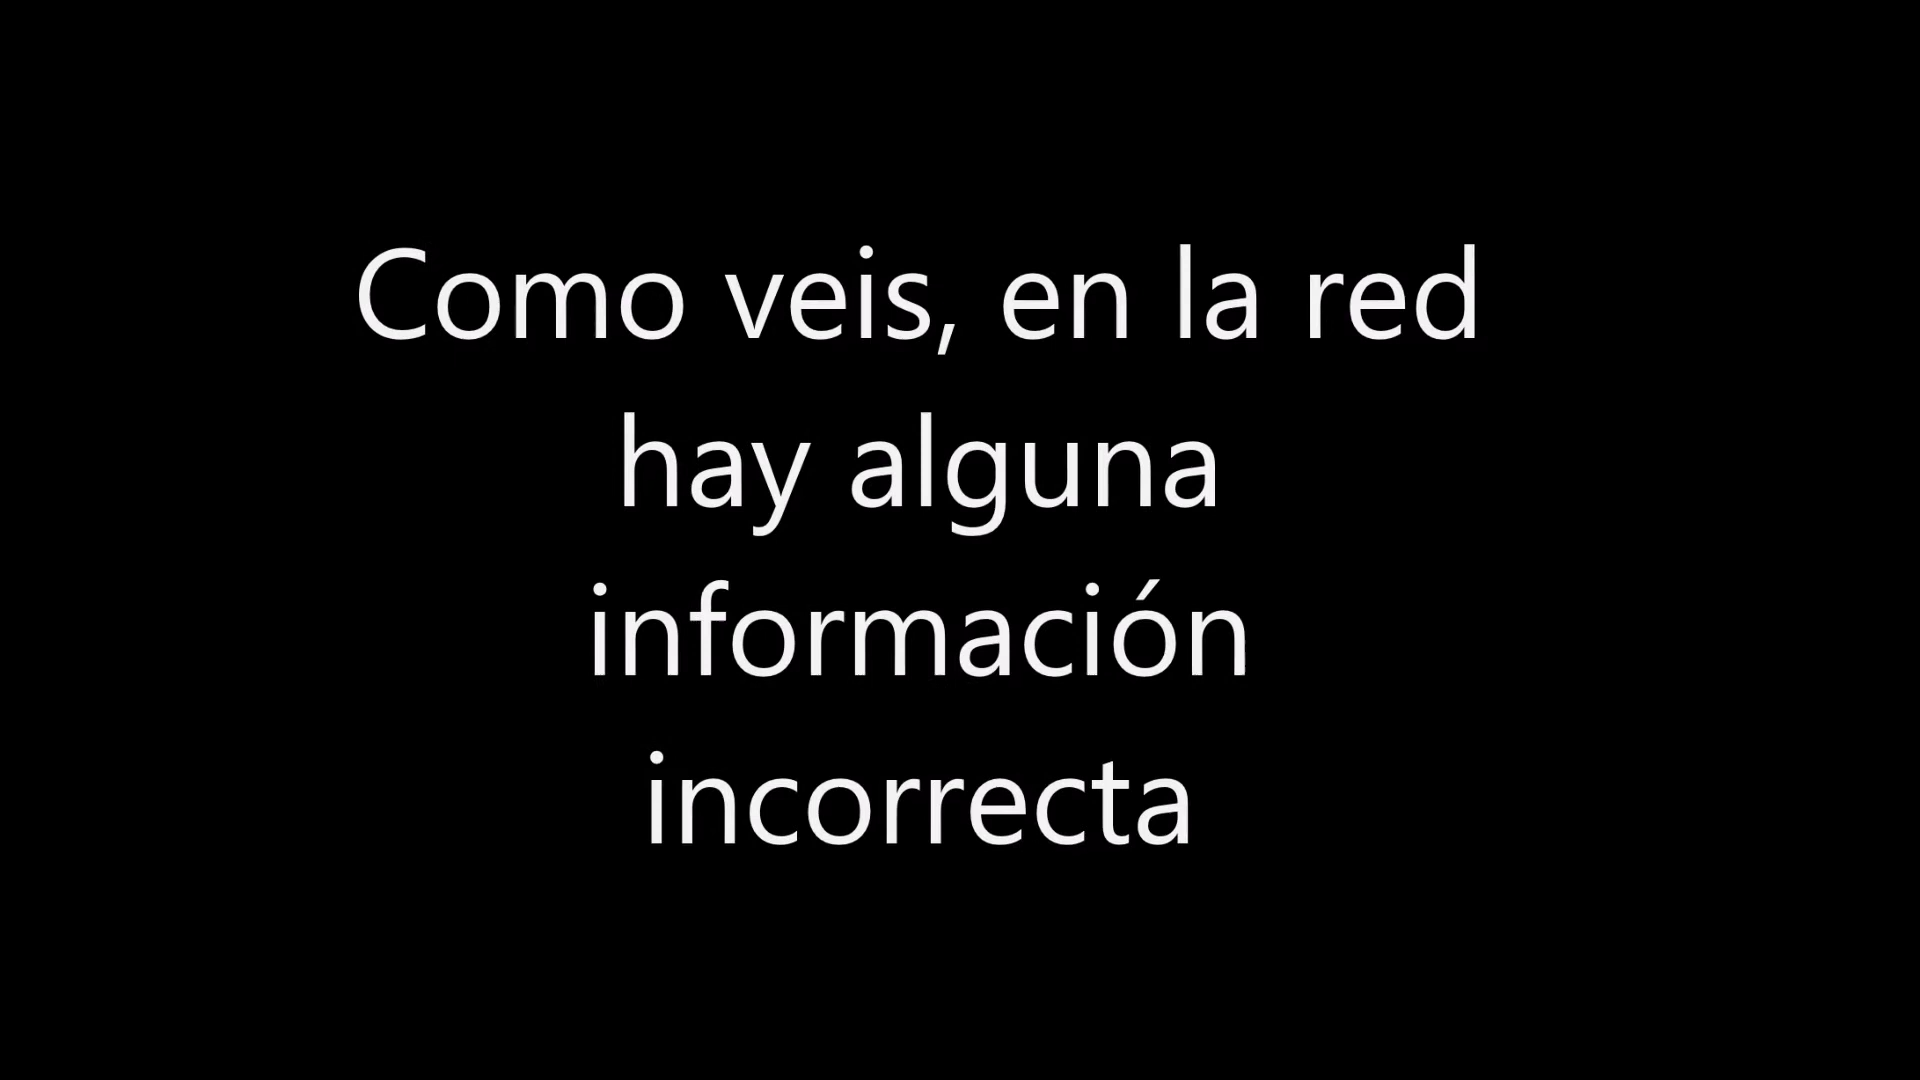 Como veis, en la red
hay alguna
información
incorrecta